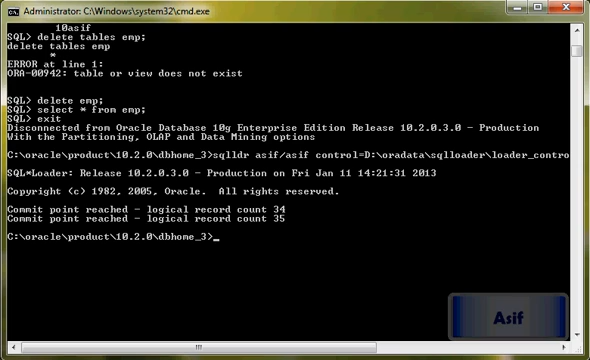 Administrator: C:\Windows\system32\cmd.exe
10asif
SQL> delete tables emp;
delete tables emp
*
ERROR at line 1:
ORA-00942: table or view does not exist
SQL> delete emp;
SQL> select * from emp;
SQL> exit
Disconnected from Oracle Database 10g Enterprise Edition Release 10.2.0.3.0 - Production
With the Partitioning, OLAP and Data Mining options
C:\oracle\product\10.2.0\dbhome_3>sqlldr asif/asif control=D:\oradata\sqlloader\loader_contro
SQL*Loader: Release 10.2.0.3.0 - Production on Fri Jan 11 14:21:31 2013
Copyright (c) 1982, 2005, Oracle.  All rights reserved.
Commit point reached - logical record count 34
Commit point reached - logical record count 35
C:\oracle\product\10.2.0\dbhome_3>_
Asif